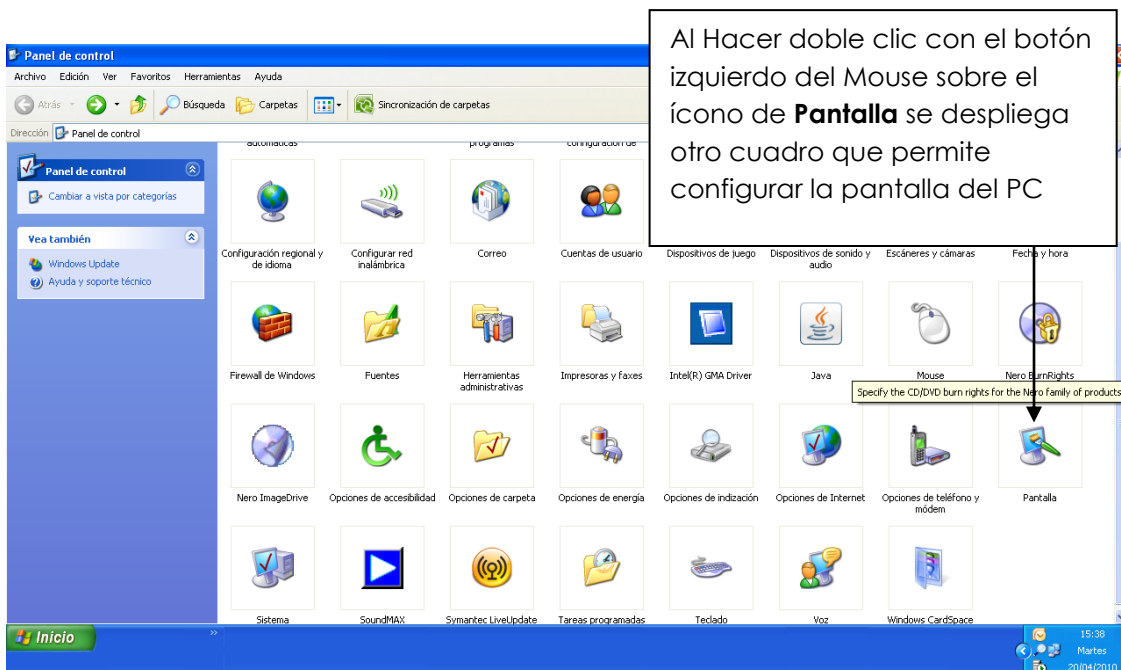 Al Hacer doble clic con el botón
izquierdo del Mouse sobre el
ícono de Pantalla se despliega
otro cuadro que permite
configurar la pantalla del PC
Panel de control
Archivo Edición Ver Favoritos Herramientas Ayuda
Atrás Búsqueda Carpetas Sincronización de carpetas
Dirección Panel de control
Panel de control
Cambiar a vista por categorías
Vea también
Windows Update
Ayuda y soporte técnico
automáticas programas configuración de
Configuración regional y
de idioma
Configurar red
inalámbrica
Correo
Cuentas de usuario
Dispositivos de juego
Dispositivos de sonido y
audio
Escáneres y cámaras
Fecha y hora
Firewall de Windows
Fuentes
Herramientas
administrativas
Impresoras y faxes
Intel(R) GMA Driver
Java
Mouse
Nero BurnRights
Specify the CD/DVD burn rights for the Nero family of products
Nero ImageDrive
Opciones de accesibilidad
Opciones de carpeta
Opciones de energía
Opciones de indización
Opciones de Internet
Opciones de teléfono y
módem
Pantalla
Sistema
SoundMAX
Symantec LiveUpdate
Tareas programadas
Teclado
Voz
Windows CardSpace
Inicio
15:38
Martes
20/04/2010